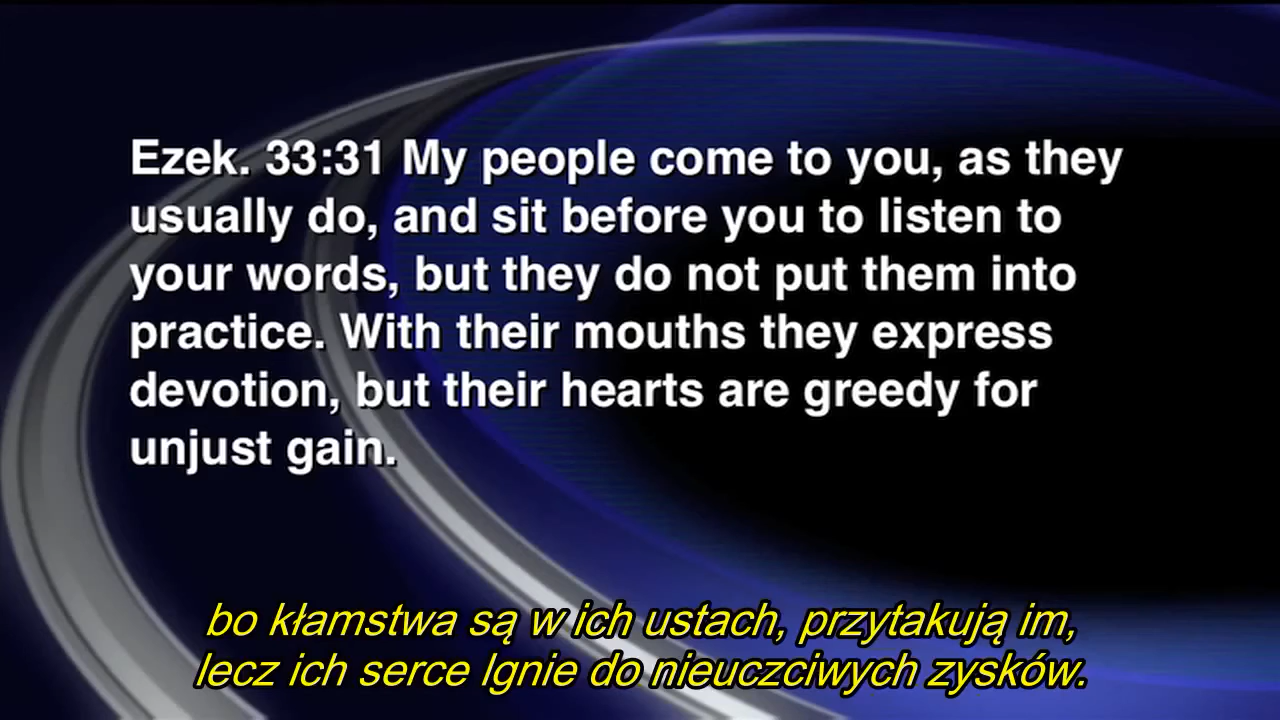 Ezek. 33:31 My people come to you, as they
usually do, and sit before you to listen to
your words, but they do not put them into
practice. With their mouths they express
devotion, but their hearts are greedy for
unjust gain.
bo kłamstwa są w ich ustach, przytakują im,
lecz ich serce Ignie do nieuczciwych zysków.